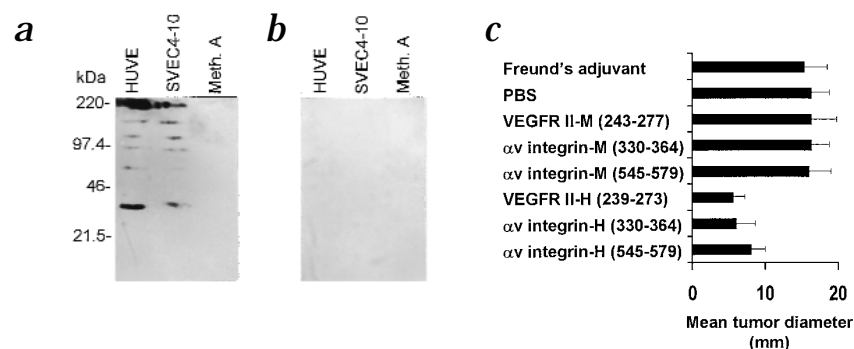 a
HUVE
SVEC4-10
Meth. A
kDa
220-
97.4-
46-
21.5-
b
HUVE
SVEC4-10
Meth. A
c
Freund's adjuvant
PBS
VEGFR II-M (243-277)
αv integrin-M (330-364)
αv integrin-M (545-579)
VEGFR II-H (239-273)
αv integrin-H (330-364)
αv integrin-H (545-579)
0 10 20
Mean tumor diameter
(mm)